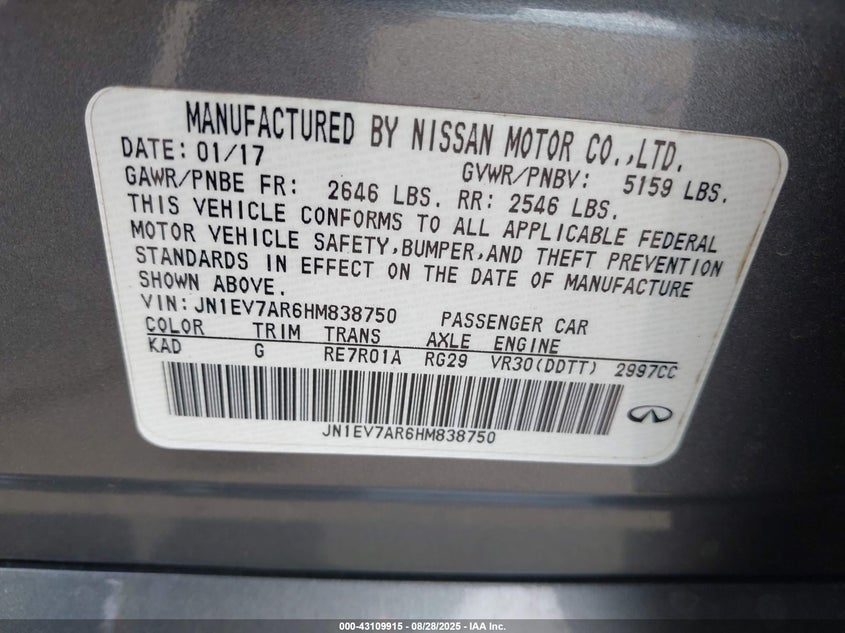 MANUFACTURED BY NISSAN MOTOR CO.,LTD.
DATE: 01/17 GVWR/PNBV: 5159 LBS.
GAWR/PNBE FR: 2646 LBS. RR: 2546 LBS.
THIS VEHICLE CONFORMS TO ALL APPLICABLE FEDERAL
MOTOR VEHICLE SAFETY,BUMPER,AND THEFT PREVENTION
STANDARDS IN EFFECT ON THE DATE OF MANUFACTURE
SHOWN ABOVE.
VIN:JN1EV7AR6HM838750 PASSENGER CAR
COLOR TRIM TRANS AXLE ENGINE
KAD G RE7R01A RG29 VR30(DDTT) 2997CC
JN1EV7AR6HM838750
000-43109915 - 08/28/2025 - IAA Inc.